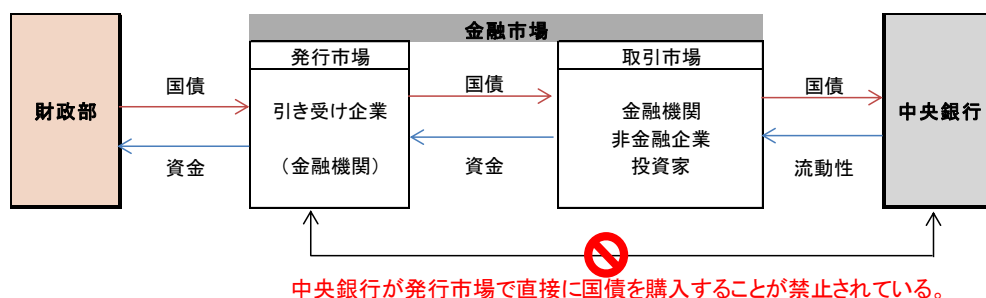 金融市場
発行市場
取引市場
財政部
国債
資金
引き受け企業
（金融機関）
国債
資金
金融機関
非金融企業
投資家
国債
流動性
中央銀行
中央銀行が発行市場で直接に国債を購入することが禁止されている。